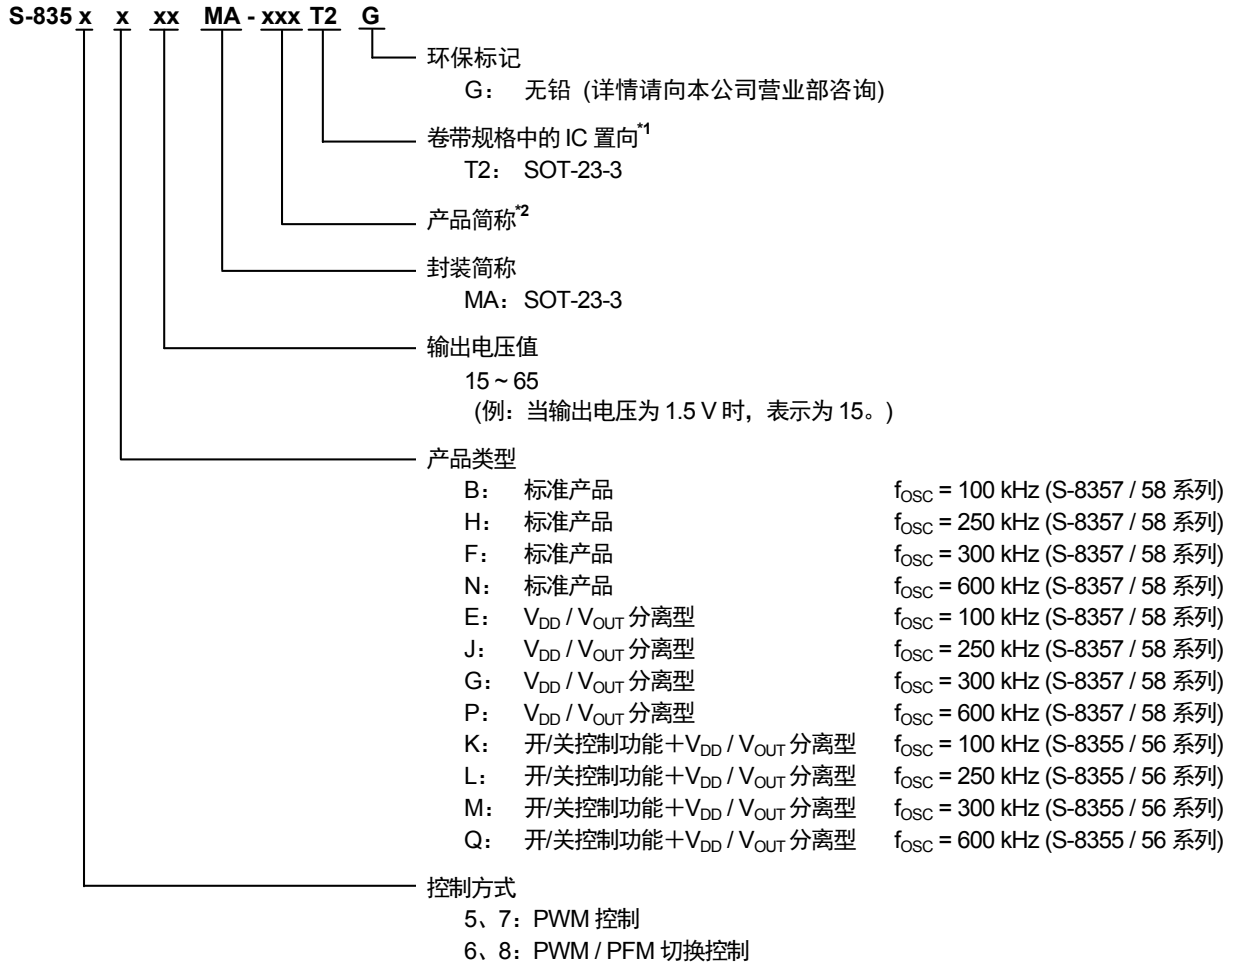 S-835 x x xx MA - xxx T2 G
环保标记
G： 无铅 (详情请向本公司营业部咨询)
卷带规格中的 IC 置向*1
T2： SOT-23-3
产品简称*2
封装简称
MA： SOT-23-3
输出电压值
15 ~ 65
(例：当输出电压为 1.5 V 时，表示为 15。)
产品类型
B： 标准产品 fOSC = 100 kHz (S-8357 / 58 系列)
H： 标准产品 fOSC = 250 kHz (S-8357 / 58 系列)
F： 标准产品 fOSC = 300 kHz (S-8357 / 58 系列)
N： 标准产品 fOSC = 600 kHz (S-8357 / 58 系列)
E： VDD / VOUT 分离型 fOSC = 100 kHz (S-8357 / 58 系列)
J： VDD / VOUT 分离型 fOSC = 250 kHz (S-8357 / 58 系列)
G： VDD / VOUT 分离型 fOSC = 300 kHz (S-8357 / 58 系列)
P： VDD / VOUT 分离型 fOSC = 600 kHz (S-8357 / 58 系列)
K： 开/关控制功能＋VDD / VOUT 分离型 fOSC = 100 kHz (S-8355 / 56 系列)
L： 开/关控制功能＋VDD / VOUT 分离型 fOSC = 250 kHz (S-8355 / 56 系列)
M： 开/关控制功能＋VDD / VOUT 分离型 fOSC = 300 kHz (S-8355 / 56 系列)
Q： 开/关控制功能＋VDD / VOUT 分离型 fOSC = 600 kHz (S-8355 / 56 系列)
控制方式
5、7：PWM 控制
6、8：PWM / PFM 切换控制